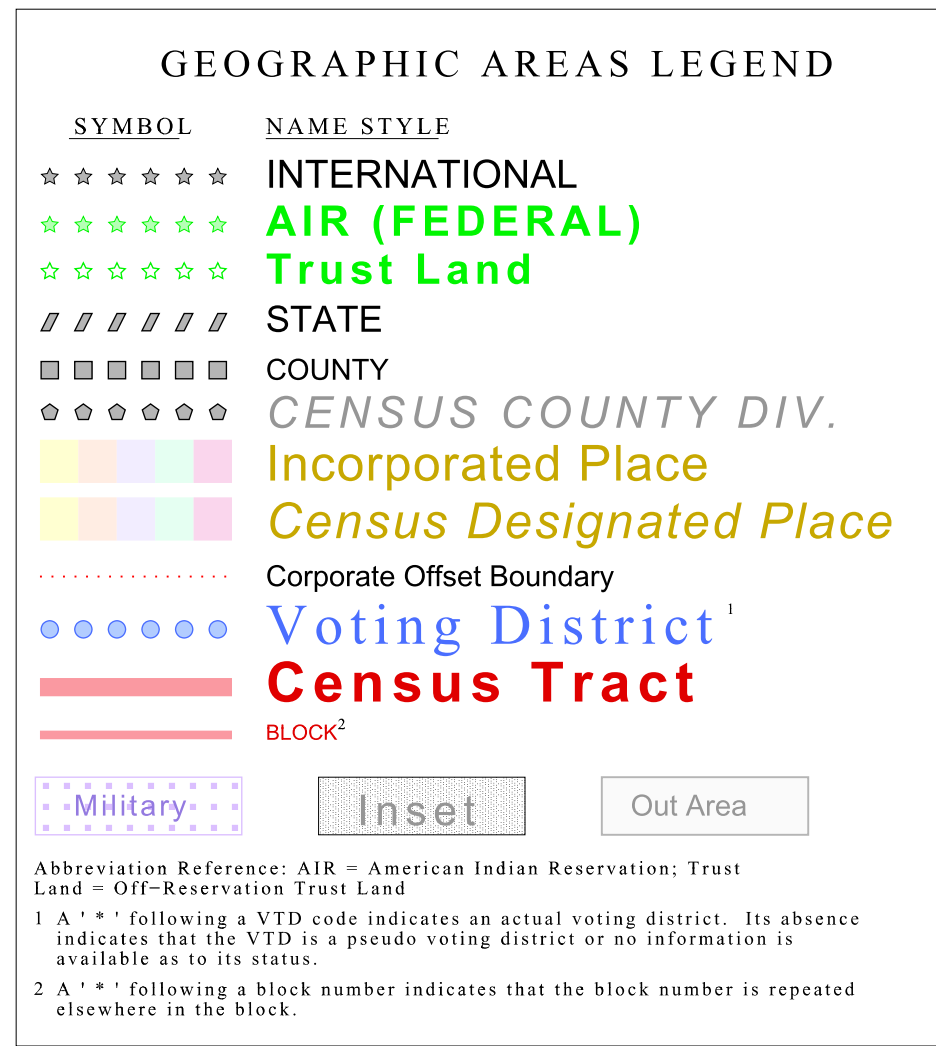 GEOGRAPHIC AREAS LEGEND
SYMBOL NAME STYLE
INTERNATIONAL
AIR (FEDERAL)
Trust Land
STATE
COUNTY
CENSUS COUNTY DIV.
Incorporated Place
Census Designated Place
Corporate Offset Boundary
Voting District 1
Census Tract
BLOCK2
Military Inset Out Area
Abbreviation Reference: AIR = American Indian Reservation; Trust
Land = Off−Reservation Trust Land
1 A ' * ' following a VTD code indicates an actual voting district. Its absence
indicates that the VTD is a pseudo voting district or no information is
available as to its status.
2 A ' * ' following a block number indicates that the block number is repeated
elsewhere in the block.